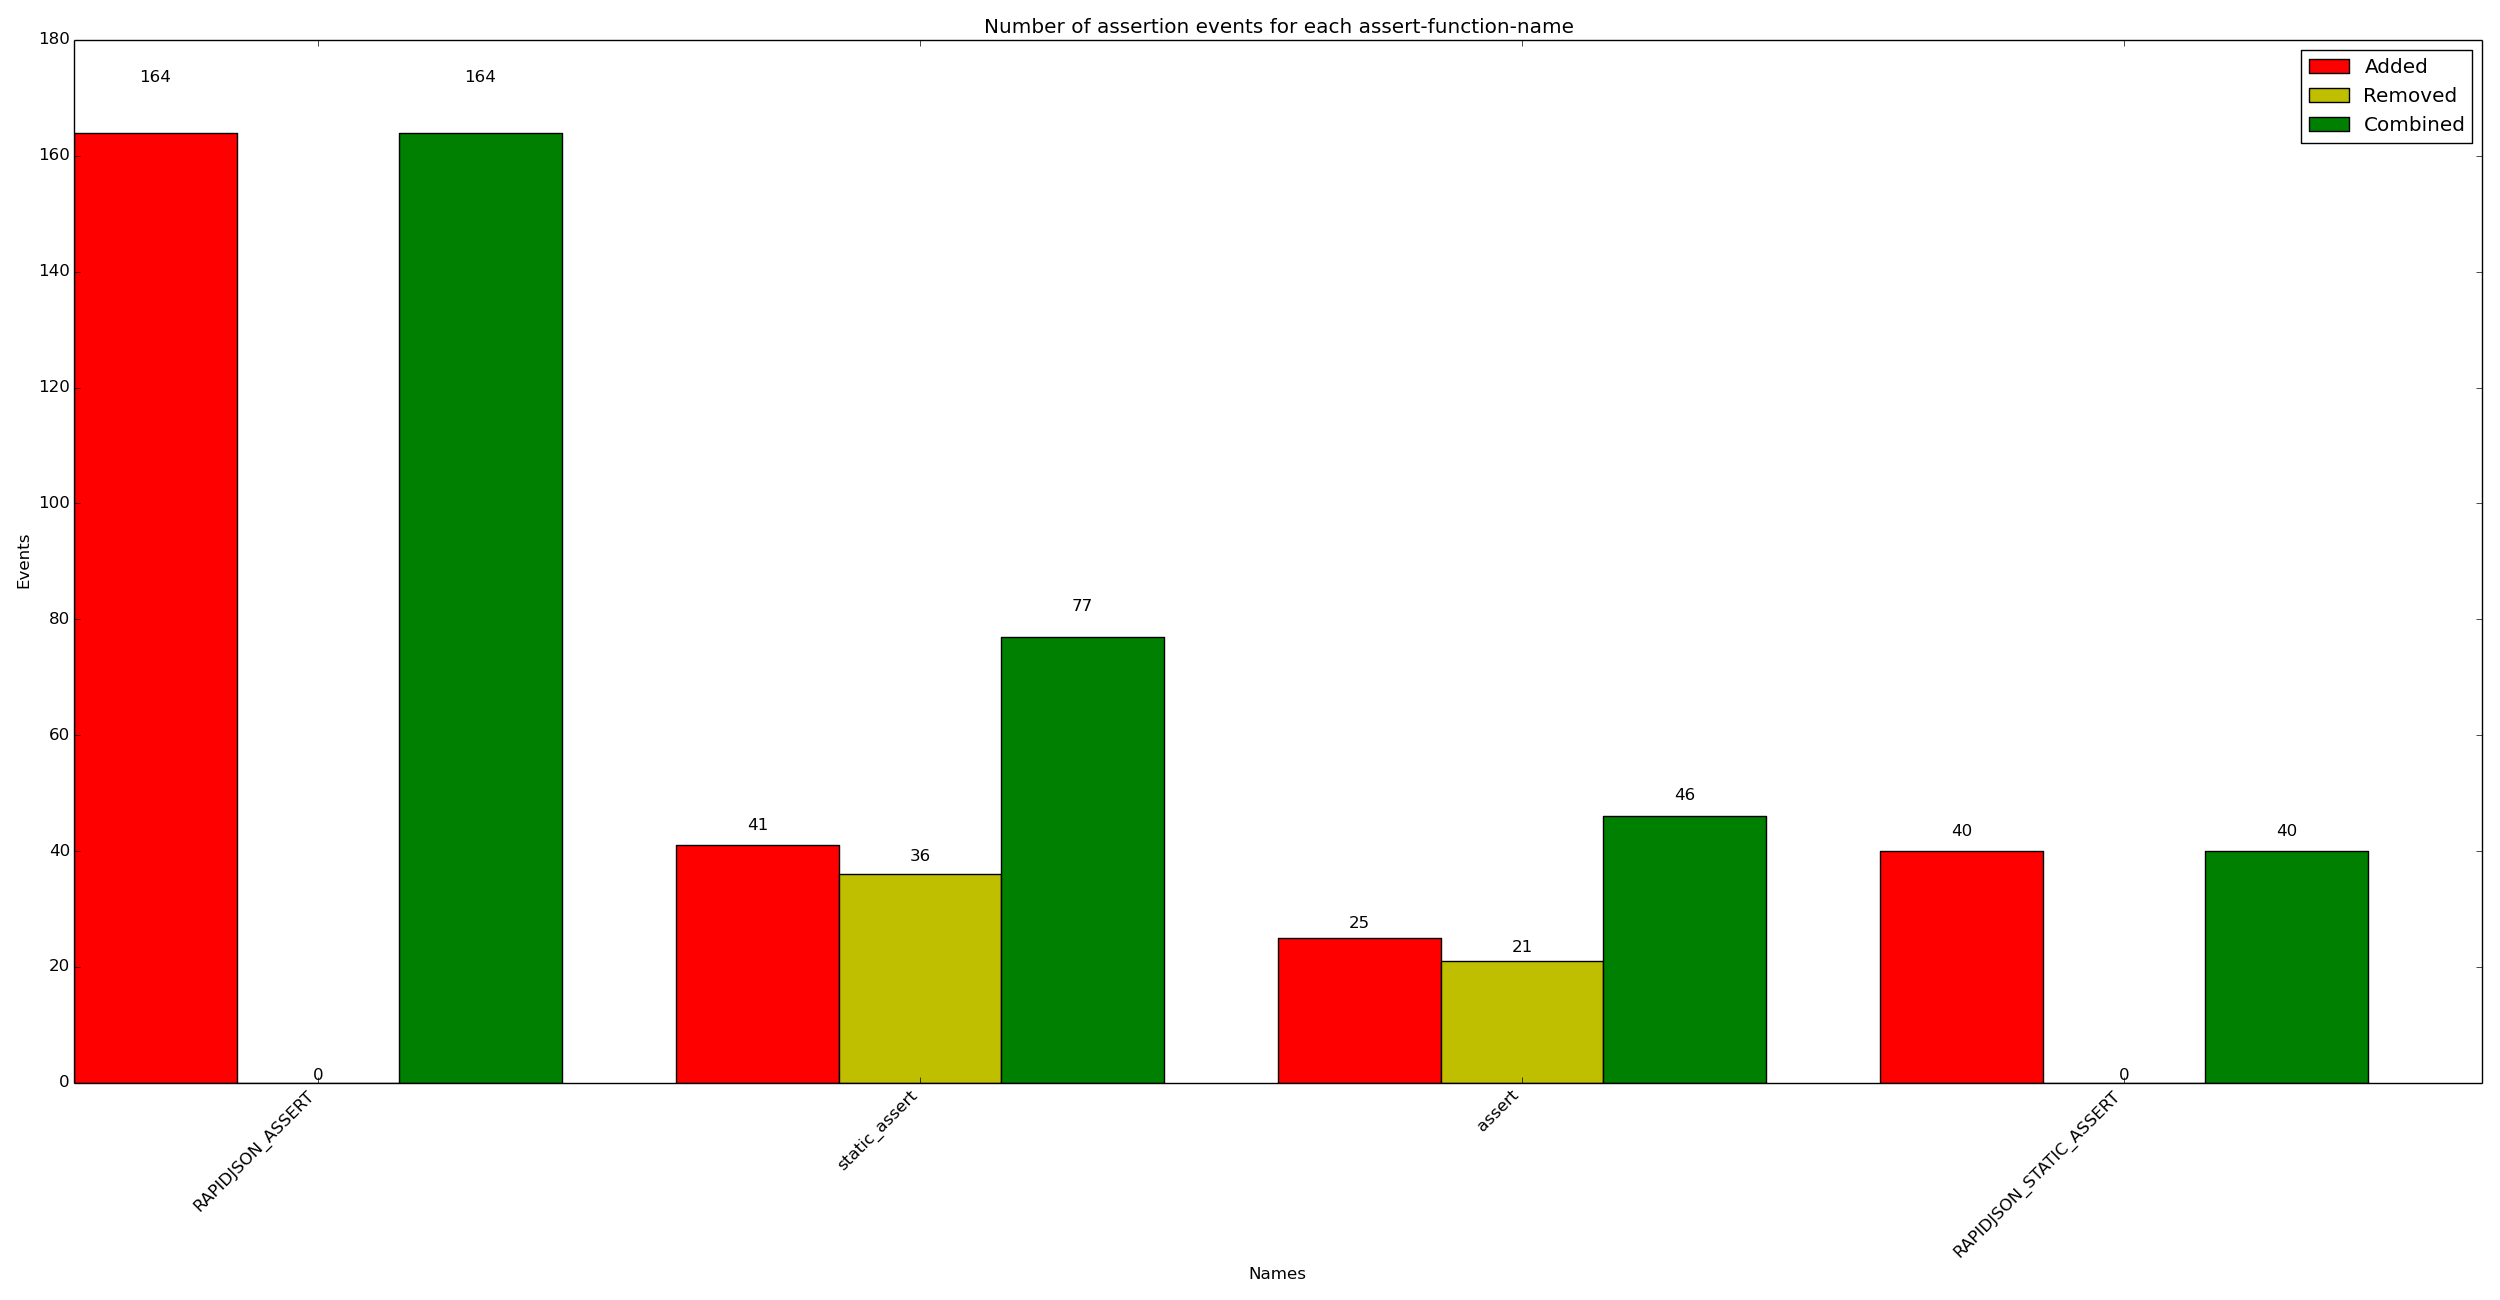 Number of assertion events for each assert-function-name
Added
Removed
Combined
180
160
140
120
100
80
60
40
20
0
Events
164
0
164
41
36
77
25
21
46
40
0
40
RAPIDJSON_ASSERT
static_assert
assert
RAPIDJSON_STATIC_ASSERT
Names